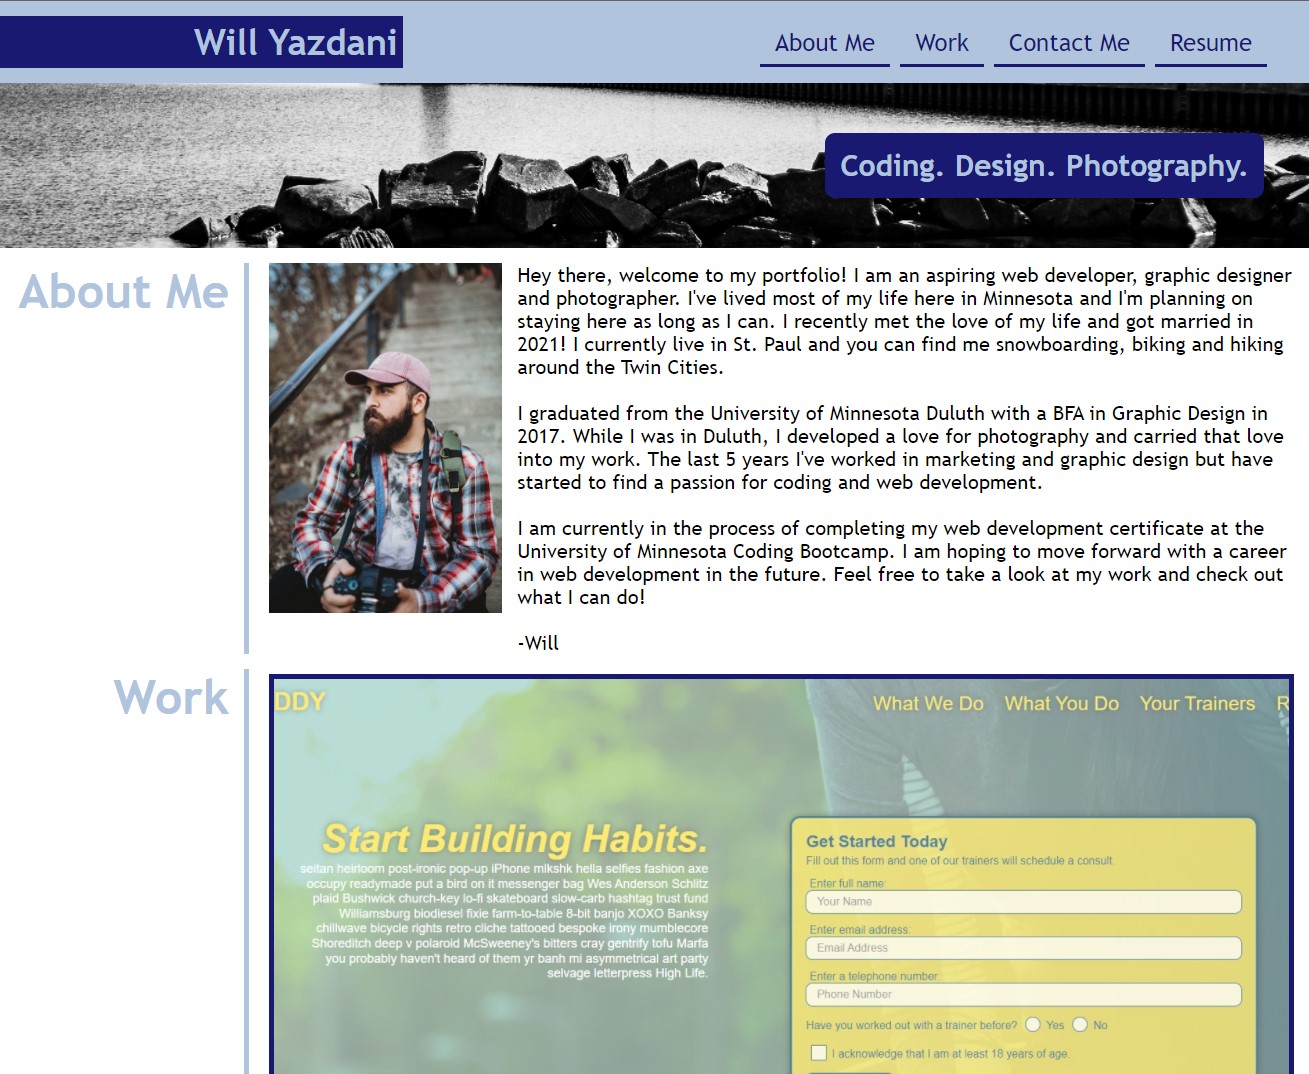 Will Yazdani
About Me
Work
Contact Me
Resume
Coding. Design. Photography.
About Me
Hey there, welcome to my portfolio! I am an aspiring web developer, graphic designer
and photographer. I've lived most of my life here in Minnesota and I'm planning on
staying here as long as I can. I recently met the love of my life and got married in
2021! I currently live in St. Paul and you can find me snowboarding, biking and hiking
around the Twin Cities.
I graduated from the University of Minnesota Duluth with a BFA in Graphic Design in
2017. While I was in Duluth, I developed a love for photography and carried that love
into my work. The last 5 years I've worked in marketing and graphic design but have
started to find a passion for coding and web development.
I am currently in the process of completing my web development certificate at the
University of Minnesota Coding Bootcamp. I am hoping to move forward with a career
in web development in the future. Feel free to take a look at my work and check out
what I can do!
-Will
Work
DDY
What We Do
What You Do
Your Trainers
R
Start Building Habits.
seitan heirloom post-ironic pop-up iPhone mlkshk hella selfies fashion axe
occupy readymade put a bird on it messenger bag Wes Anderson Schlitz
plaid Bushwick church-key lo-fi skateboard slow-carb hashtag trust fund
Williamsburg biodiesel fixie farm-to-table 8-bit banjo XOXO Banksy
chillwave bicycle rights retro cliche tattooed bespoke irony mumblecore
Shoreditch deep v polaroid McSweeney's bitters cray gentrify tofu Marfa
you probably haven't heard of them yr banh mi asymmetrical art party
selvage letterpress High Life.
Get Started Today
Fill out this form and one of our trainers will schedule a consult.
Enter full name:
Your Name
Enter email address:
Email Address
Enter a telephone number:
Phone Number
Have you worked out with a trainer before? Yes No
I acknowledge that I am at least 18 years of age.